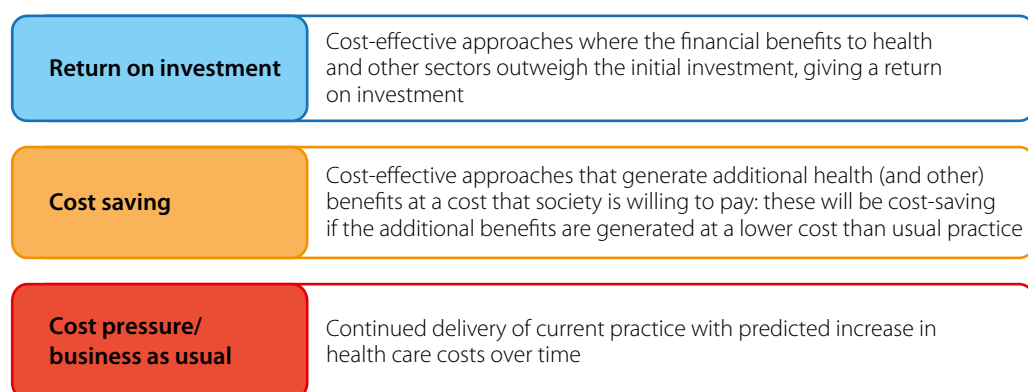 Return on investment
Cost-effective approaches where the financial benefits to health
and other sectors outweigh the initial investment, giving a return
on investment
Cost saving
Cost-effective approaches that generate additional health (and other)
benefits at a cost that society is willing to pay: these will be cost-saving
if the additional benefits are generated at a lower cost than usual practice
Cost pressure/
business as usual
Continued delivery of current practice with predicted increase in
health care costs over time